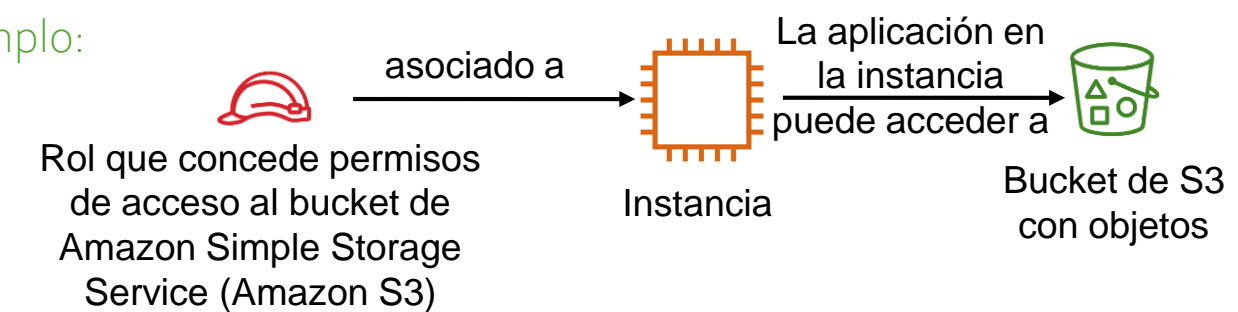 mplo:
asociado a
La aplicación en
la instancia
puede acceder a
Rol que concede permisos
de acceso al bucket de
Amazon Simple Storage
Service (Amazon S3)
Instancia
Bucket de S3
con objetos